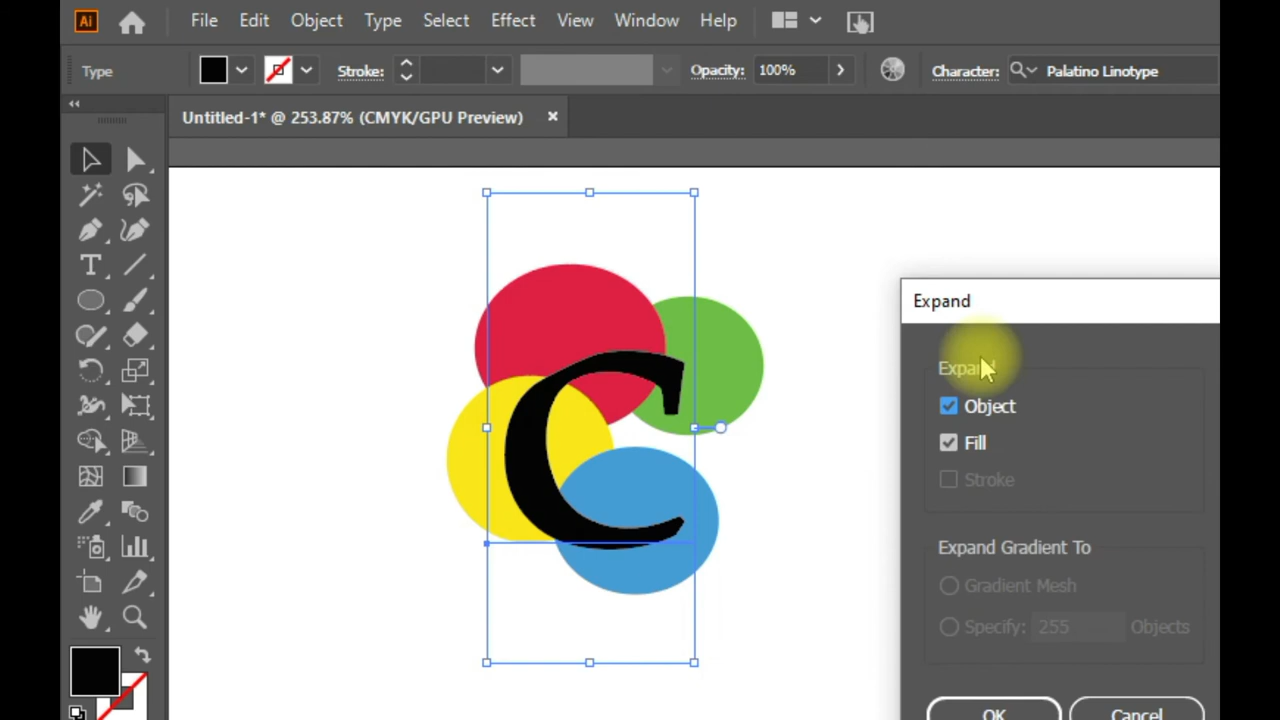 Ai File Edit Object Type Select Effect View Window Help
Type Stroke: Opacity: 100% Character: Palatino Linotype
Untitled-1* @ 253.87% (CMYK/GPU Preview) ×
C
Expand
Expand
Object
Fill
Stroke
Expand Gradient To
Gradient Mesh
Specify: 255 Objects
OK Cancel